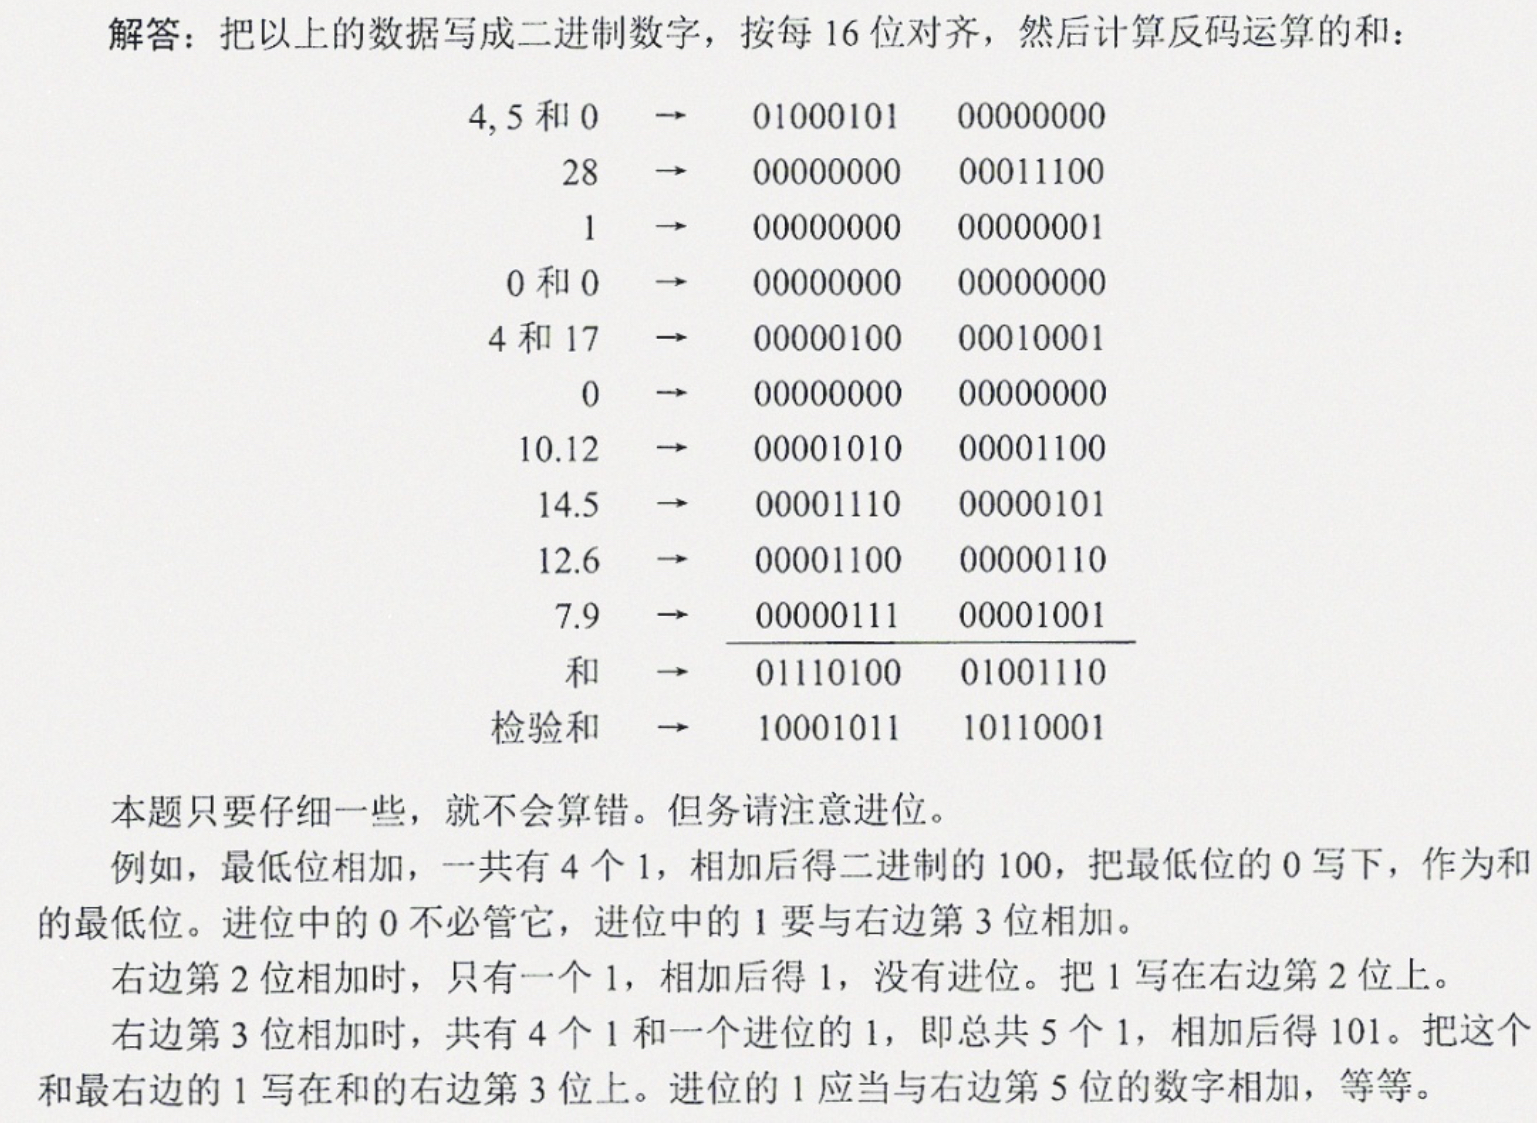 解答：把以上的数据写成二进制数字，按每 16 位对齐，然后计算反码运算的和：
4, 5 和 0 → 01000101 00000000
28 → 00000000 00011100
1 → 00000000 00000001
0 和 0 → 00000000 00000000
4 和 17 → 00000100 00010001
0 → 00000000 00000000
10.12 → 00001010 00001100
14.5 → 00001110 00000101
12.6 → 00001100 00000110
7.9 → 00000111 00001001
和 → 01110100 01001110
检验和 → 10001011 10110001
本题只要仔细一些，就不会算错。但务请注意进位。
例如，最低位相加，一共有 4 个 1，相加后得二进制的 100，把最低位的 0 写下，作为和
的最低位。进位中的 0 不必管它，进位中的 1 要与右边第 3 位相加。
右边第 2 位相加时，只有一个 1，相加后得 1，没有进位。把 1 写在右边第 2 位上。
右边第 3 位相加时，共有 4 个 1 和一个进位的 1，即总共 5 个 1，相加后得 101。把这个
和最右边的 1 写在和的右边第 3 位上。进位的 1 应当与右边第 5 位的数字相加，等等。